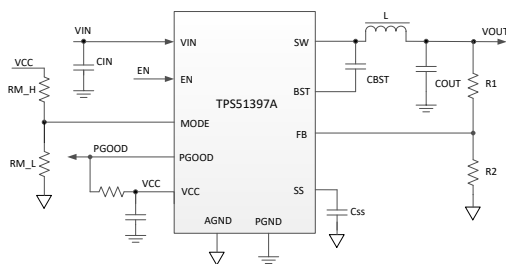 VIN
CIN
VCC
EN
RM_H
RM_L
PGOOD
VCC
VIN
EN
MODE
PGOOD
VCC
TPS51397A
SW
BST
FB
SS
AGND
PGND
L
CBST
VOUT
COUT
R1
R2
Css